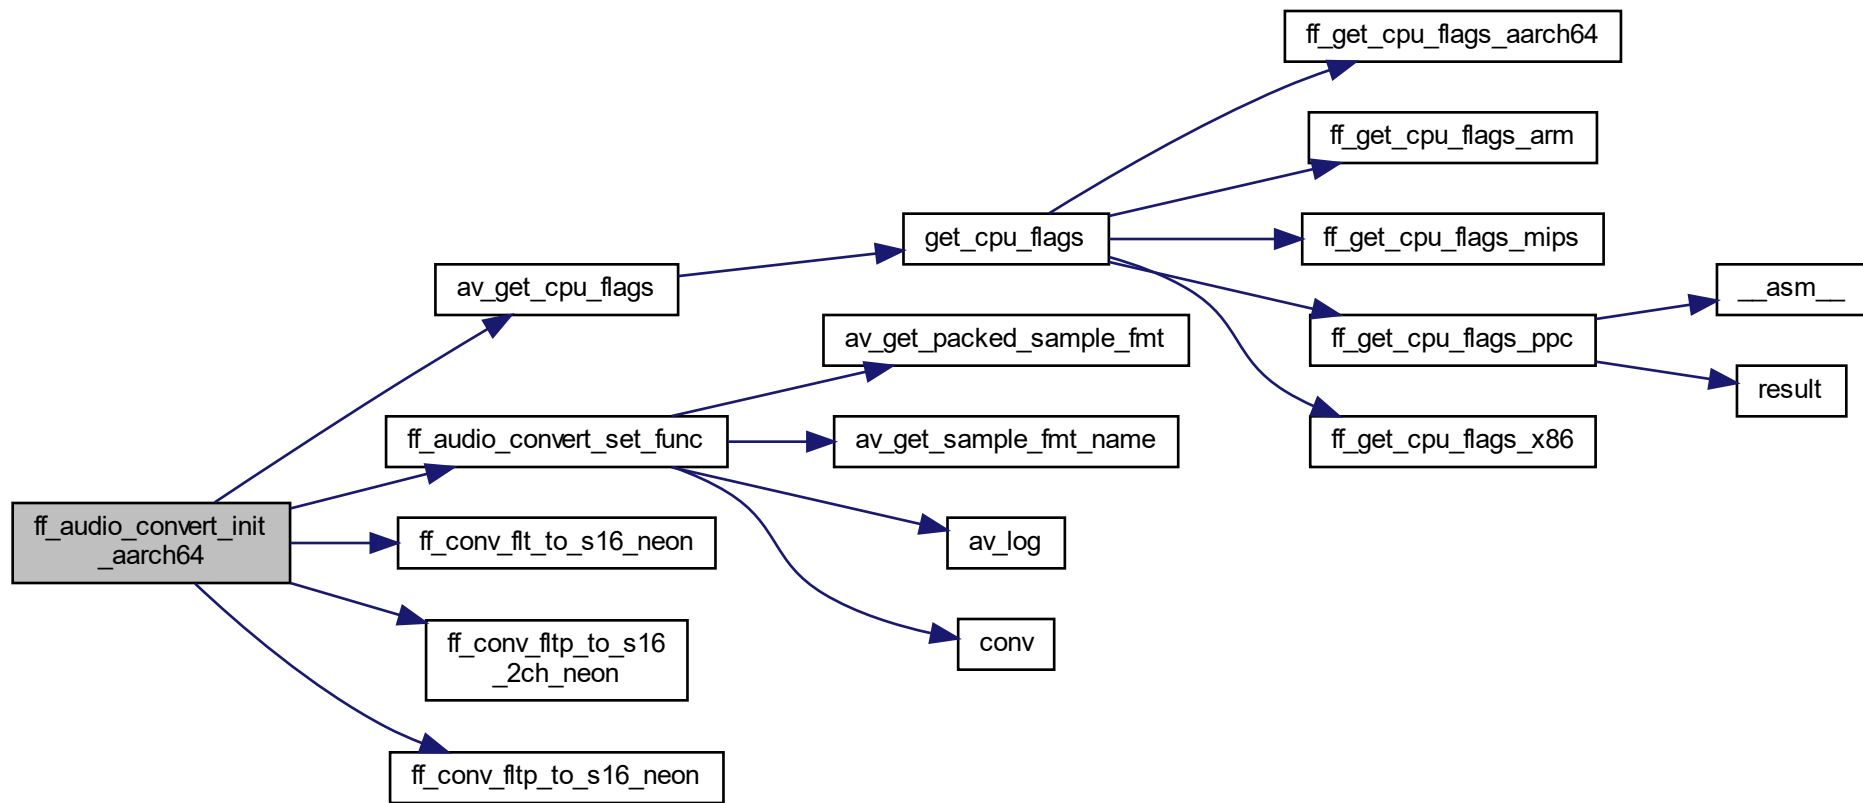 ff_get_cpu_flags_aarch64
ff_get_cpu_flags_arm
get_cpu_flags
ff_get_cpu_flags_mips
av_get_cpu_flags
__asm__
av_get_packed_sample_fmt
ff_get_cpu_flags_ppc
result
ff_audio_convert_set_func
av_get_sample_fmt_name
ff_get_cpu_flags_x86
ff_audio_convert_init
_aarch64
ff_conv_flt_to_s16_neon
av_log
ff_conv_fltp_to_s16
_2ch_neon
conv
ff_conv_fltp_to_s16_neon